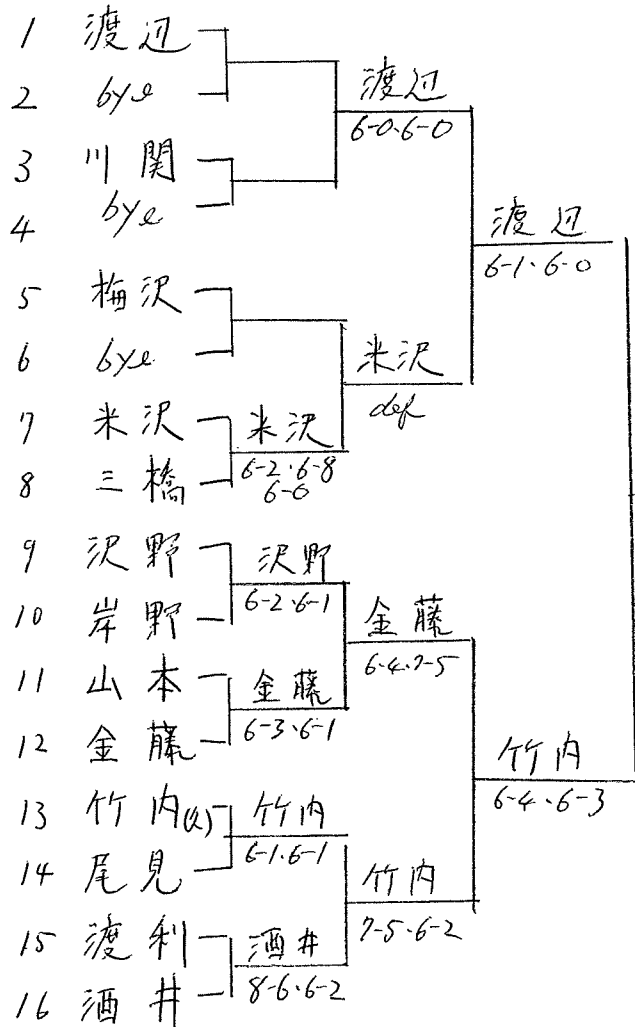 1 渡辺
2 bye
渡辺
6-0・6-0
3 川関
4 bye
渡辺
6-1・6-0
5 梅沢
6 bye
米沢
def
7 米沢
米沢
8 三橋
6-2・6-8
6-0
9 沢野
沢野
10 岸野
6-2・6-1
金藤
6-4・7-5
11 山本
金藤
12 金藤
6-3・6-1
竹内
6-4・6-3
13 竹内(久)
竹内
14 尾見
6-1・6-1
竹内
7-5・6-2
15 渡利
酒井
16 酒井
8-6・6-2